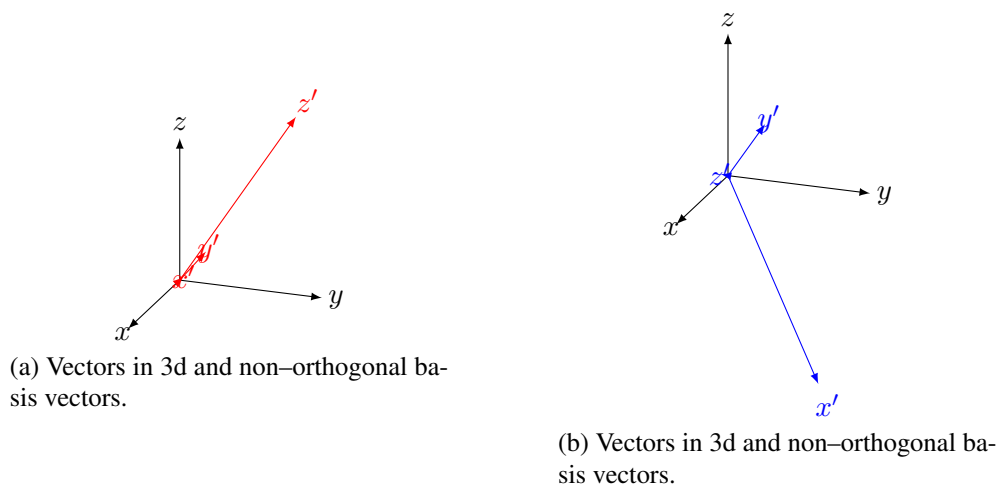 z
z′
y′
x′
y
x
(a) Vectors in 3d and non–orthogonal ba-
sis vectors.
z
y′
z′
y
x
x′
(b) Vectors in 3d and non–orthogonal ba-
sis vectors.